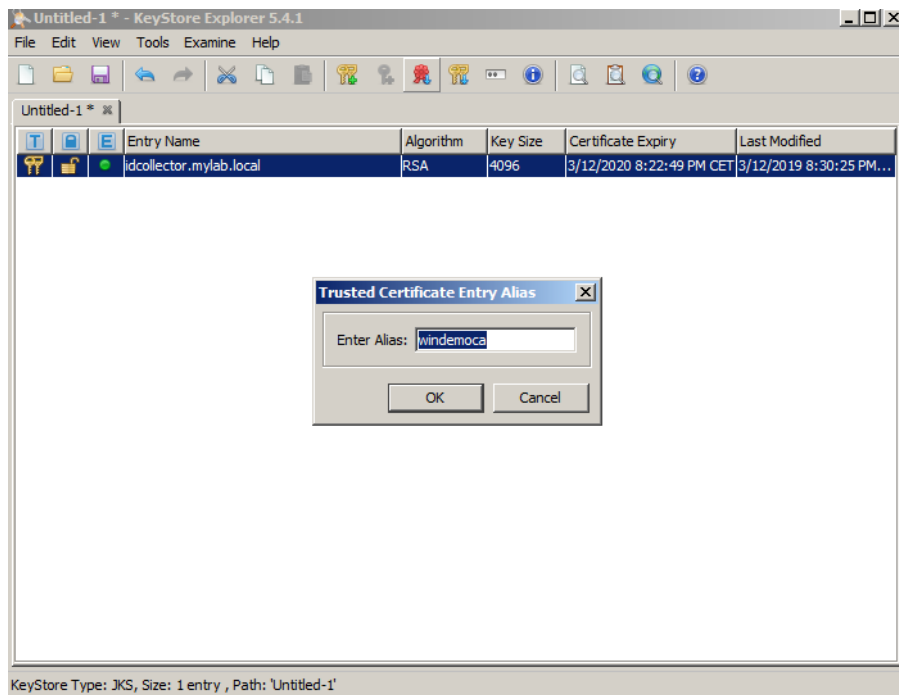 Untitled-1 * - KeyStore Explorer 5.4.1
File Edit View Tools Examine Help
Untitled-1 *
T E Entry Name Algorithm Key Size Certificate Expiry Last Modified
idcollector.mylab.local RSA 4096 3/12/2020 8:22:49 PM CET 3/12/2019 8:30:25 PM...
Trusted Certificate Entry Alias
Enter Alias: windemoca
OK Cancel
KeyStore Type: JKS, Size: 1 entry , Path: 'Untitled-1'